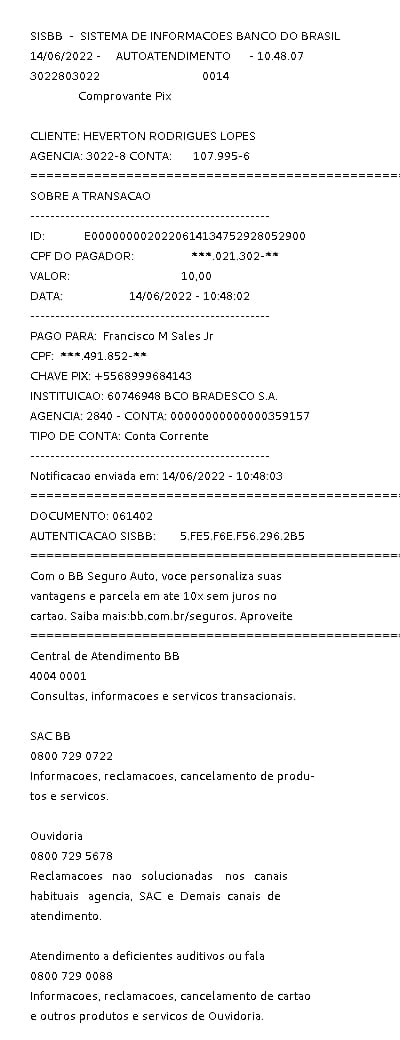 SISBB - SISTEMA DE INFORMACOES BANCO DO BRASIL
14/06/2022 - AUTOATENDIMENTO - 10.48.07
3022803022 0014
Comprovante Pix
CLIENTE: HEVERTON RODRIGUES LOPES
AGENCIA: 3022-8 CONTA: 107.995-6
================================================
SOBRE A TRANSACAO
------------------------------------------------
ID: E0000000020220614134752928052900
CPF DO PAGADOR: ***.021.302-**
VALOR: 10,00
DATA: 14/06/2022 - 10:48:02
------------------------------------------------
PAGO PARA: Francisco M Sales Jr
CPF: ***.491.852-**
CHAVE PIX: +5568999684143
INSTITUICAO: 60746948 BCO BRADESCO S.A.
AGENCIA: 2840 - CONTA: 00000000000000359157
TIPO DE CONTA: Conta Corrente
------------------------------------------------
Notificacao enviada em: 14/06/2022 - 10:48:03
================================================
DOCUMENTO: 061402
AUTENTICACAO SISBB: 5.FE5.F6E.F56.296.2B5
================================================
Com o BB Seguro Auto, voce personaliza suas
vantagens e parcela em ate 10x sem juros no
cartao. Saiba mais:bb.com.br/seguros. Aproveite
================================================
Central de Atendimento BB
4004 0001
Consultas, informacoes e servicos transacionais.
SAC BB
0800 729 0722
Informacoes, reclamacoes, cancelamento de produ-
tos e servicos.
Ouvidoria
0800 729 5678
Reclamacoes nao solucionadas nos canais
habituais agencia, SAC e Demais canais de
atendimento.
Atendimento a deficientes auditivos ou fala
0800 729 0088
Informacoes, reclamacoes, cancelamento de cartao
e outros produtos e servicos de Ouvidoria.